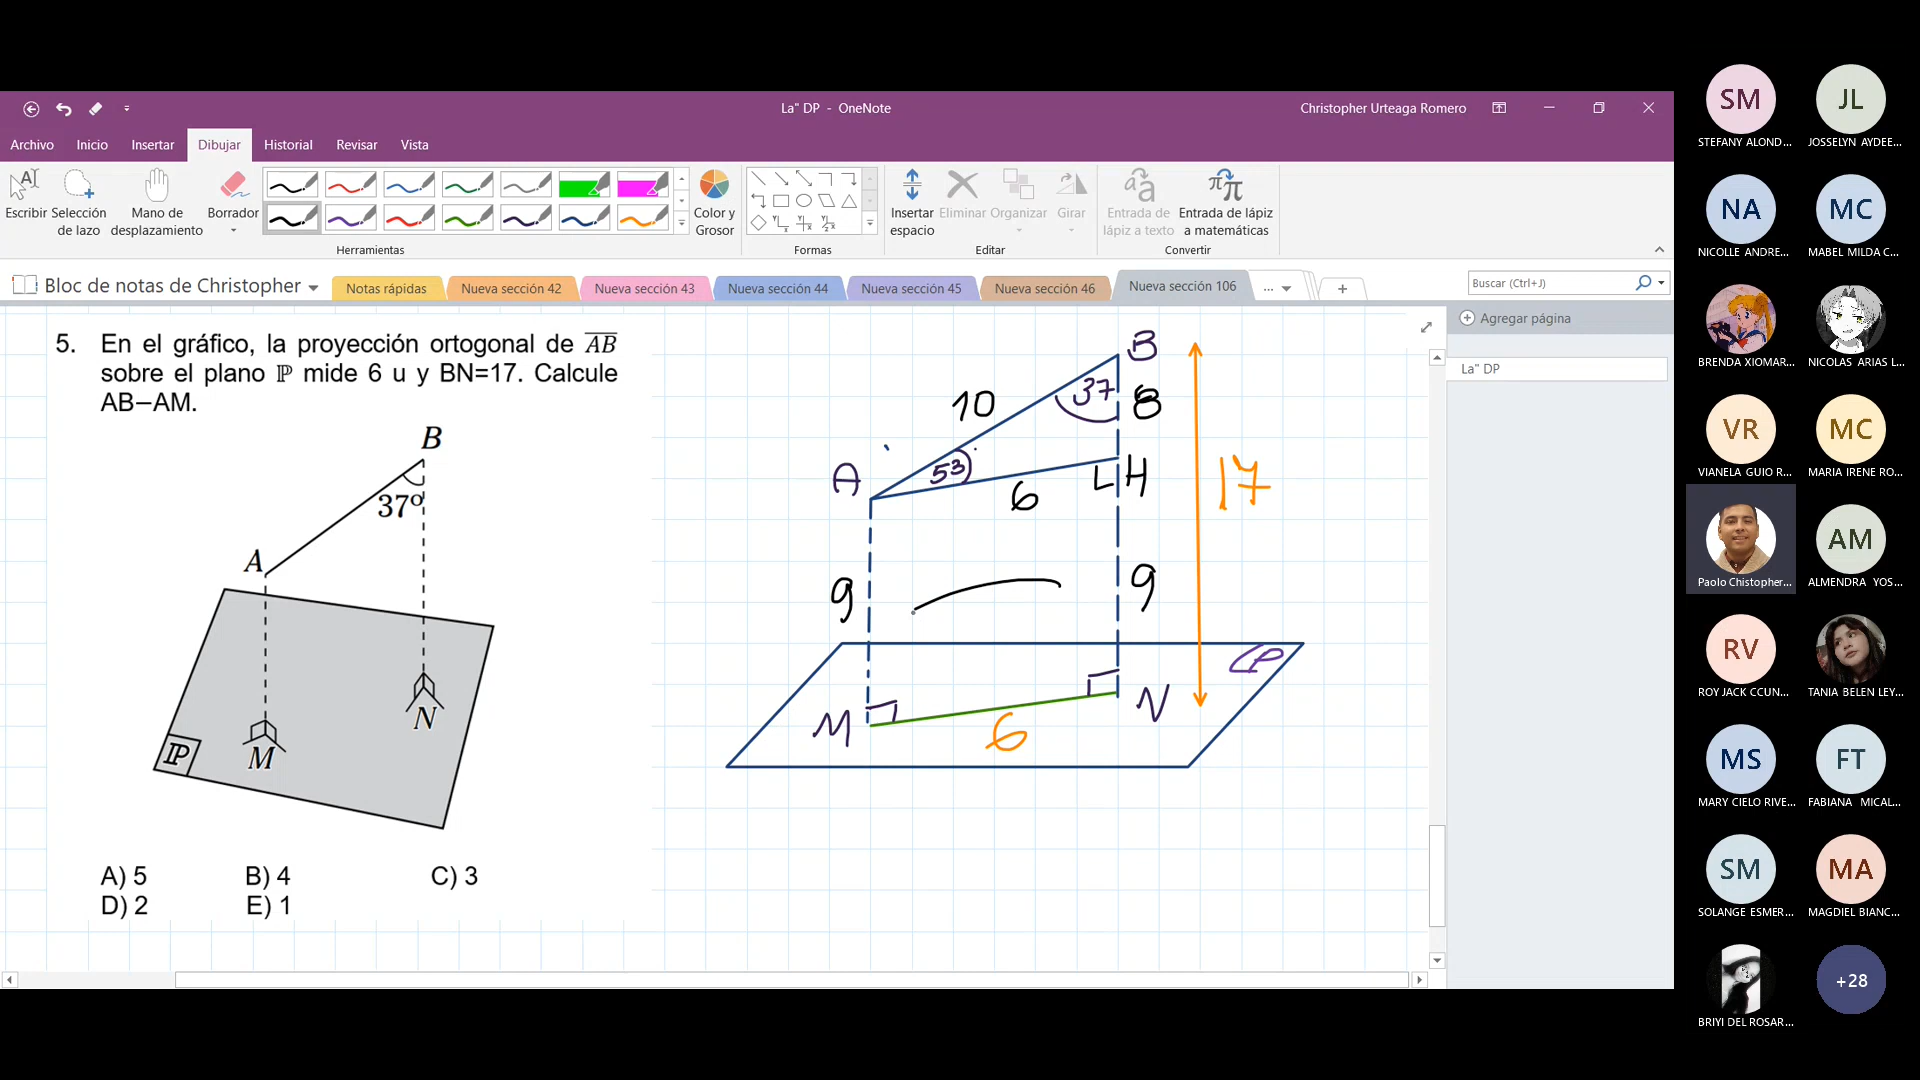 La" DP - OneNote
Christopher Urteaga Romero
Archivo
Inicio
Insertar
Dibujar
Historial
Revisar
Vista
Escribir
Selección de lazo
Mano de desplazamiento
Borrador
Color y Grosor
Insertar espacio
Eliminar
Organizar
Girar
Entrada de lápiz a texto
Entrada de lápiz a matemáticas
Herramientas
Formas
Editar
Convertir
Bloc de notas de Christopher
Notas rápidas
Nueva sección 42
Nueva sección 43
Nueva sección 44
Nueva sección 45
Nueva sección 46
Nueva sección 106
...
Buscar (Ctrl+J)
Agregar página
La" DP
5. En el gráfico, la proyección ortogonal de AB
sobre el plano ℙ mide 6 u y BN=17. Calcule
AB–AM.
B
37º
A
N
M
ℙ
A) 5 B) 4 C) 3
D) 2 E) 1
B
37
8
10
A
53
H
6
17
9
9
P
M
N
6
SM
STEFANY ALOND...
JL
JOSSELYN AYDEE...
NA
NICOLLE ANDRE...
MC
MABEL MILDA C...
BRENDA XIOMAR...
NICOLAS ARIAS L...
VR
VIANELA GUIO R...
MC
MARIA IRENE RO...
Paolo Chistopher...
AM
ALMENDRA YOS...
RV
ROY JACK CCUN...
TANIA BELEN LEY...
MS
MARY CIELO RIVE...
FT
FABIANA MICAL...
SM
SOLANGE ESMER...
MA
MAGDIEL BIANC...
BRIYI DEL ROSAR...
+28